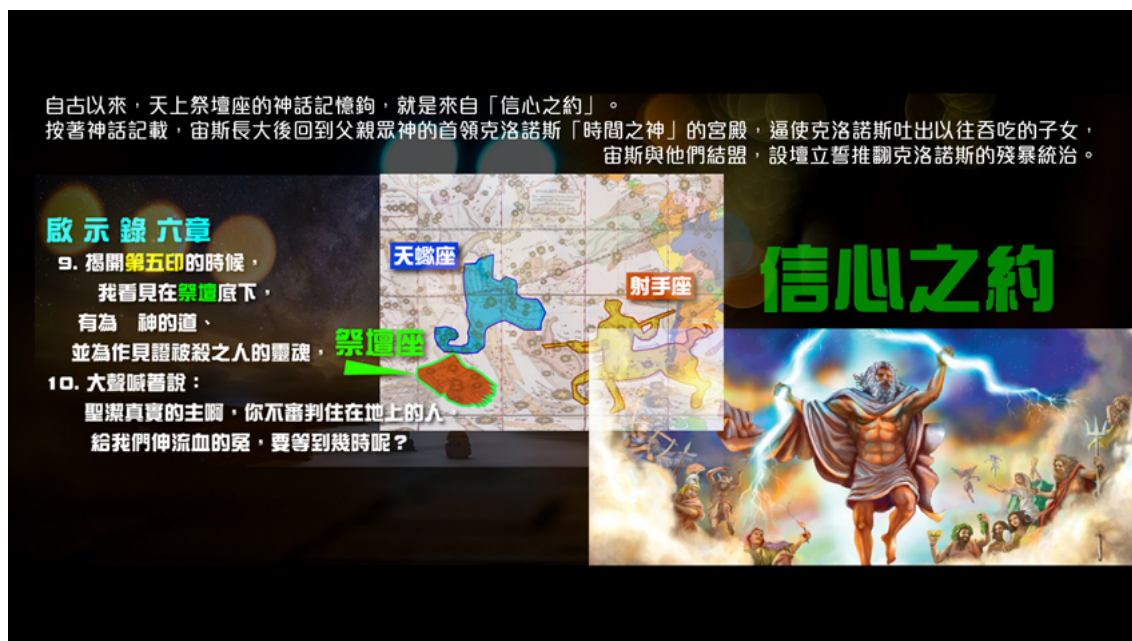 自古以來，天上祭壇座的神話記憶鉤，就是來自「信心之約」。
按著神話記載，宙斯長大後回到父親眾神的首領克洛諾斯「時間之神」的宮殿，逼使克洛諾斯吐出以往吞吃的子女，
宙斯與他們結盟，設壇立誓推翻克洛諾斯的殘暴統治。
啟示錄六章
9. 揭開第五印的時候，
我看見在祭壇底下，
有為　神的道、
並為作見證被殺之人的靈魂，
10. 大聲喊著說：
聖潔真實的主啊，你不審判住在地上的人，
給我們伸流血的冤，要等到幾時呢？
天蠍座
射手座
祭壇座
信心之約